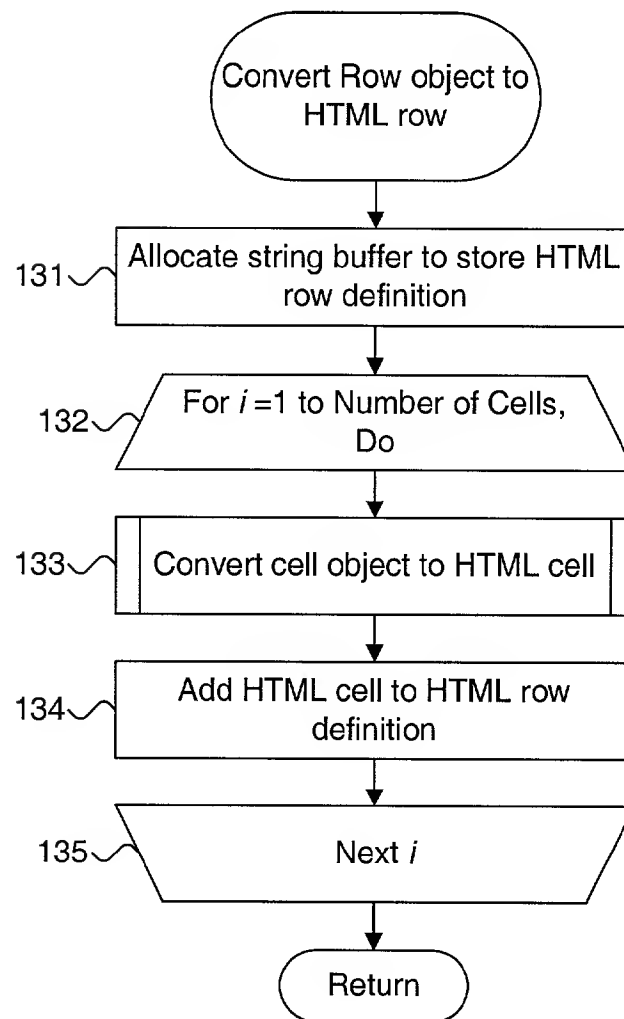 Convert Row object to
HTML row
131
Allocate string buffer to store HTML
row definition
132
For i =1 to Number of Cells,
Do
133
Convert cell object to HTML cell
134
Add HTML cell to HTML row
definition
135
Next i
Return